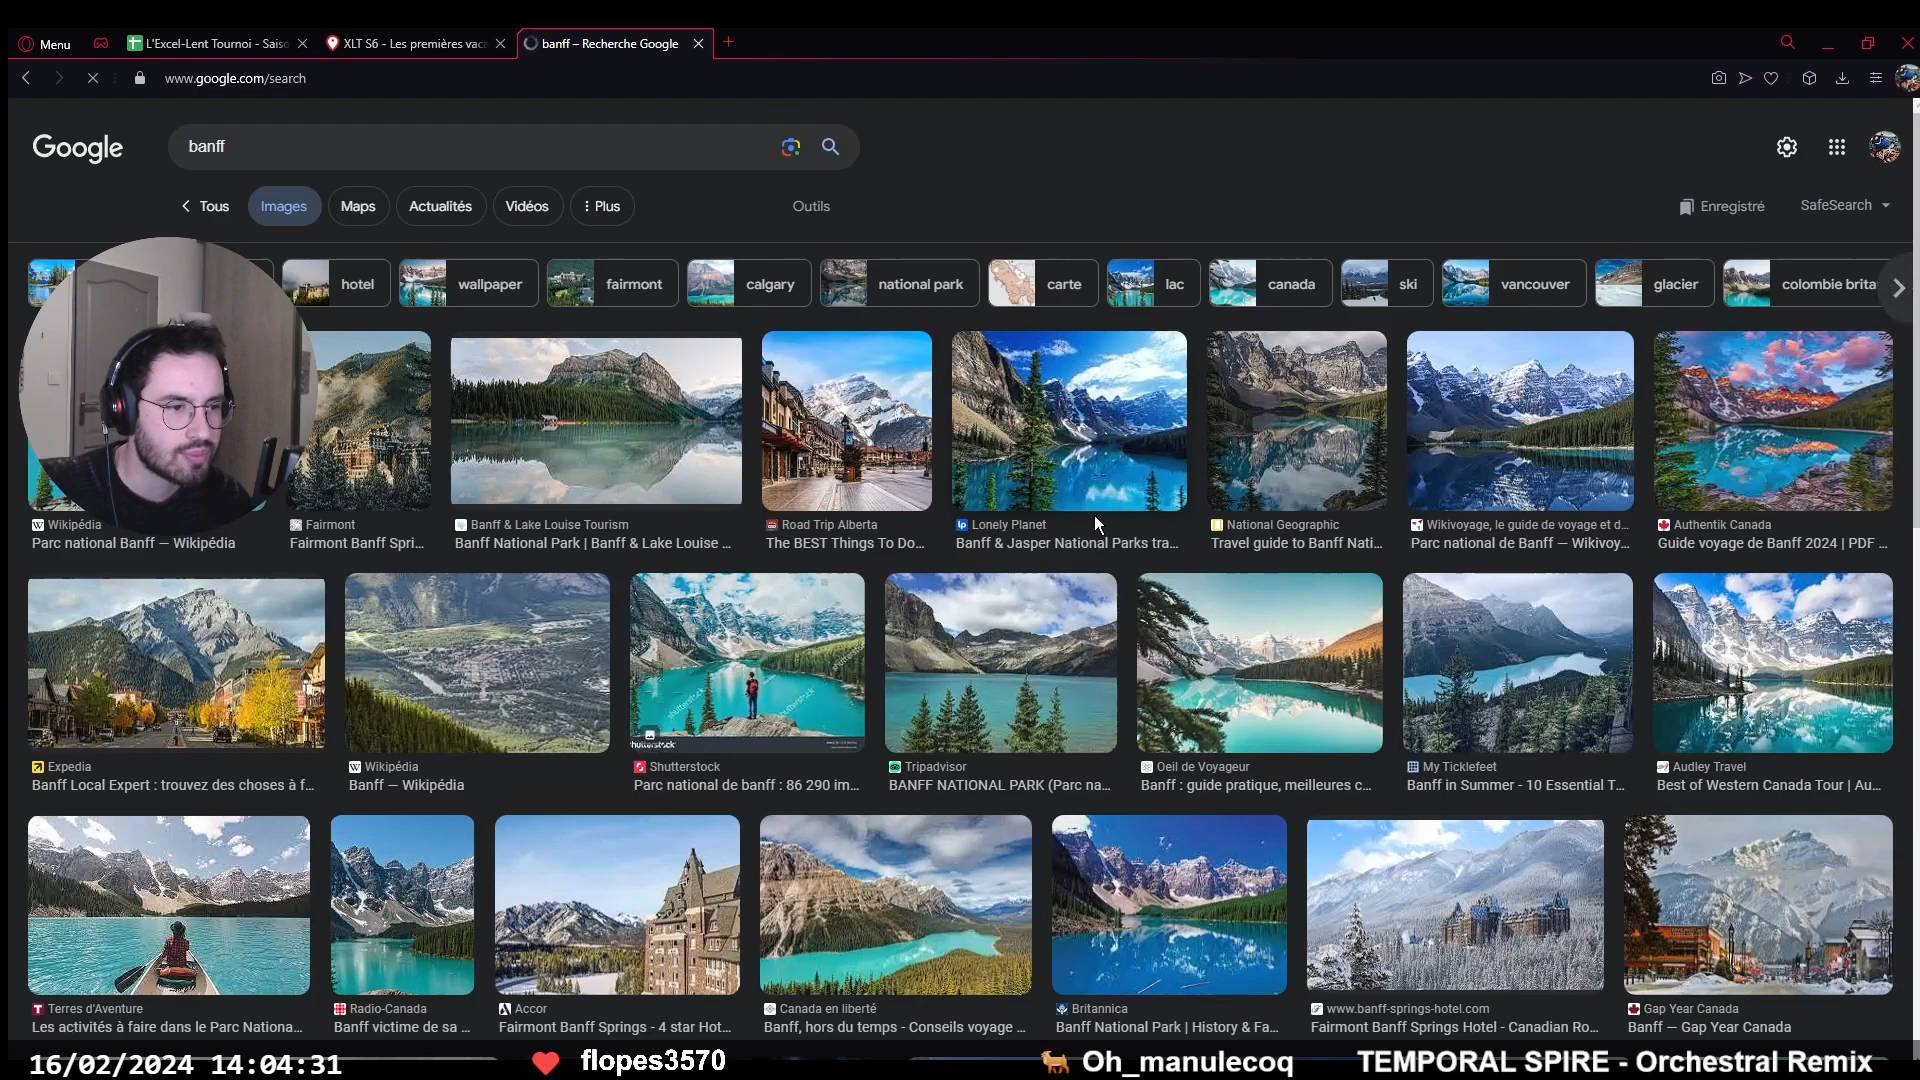 Menu
L'Excel-Lent Tournoi - Saiso
XLT S6 - Les premières vaca
banff – Recherche Google
www.google.com/search
Google
banff
Tous
Images
Maps
Actualités
Vidéos
Plus
Outils
Enregistré
SafeSearch
hotel
wallpaper
fairmont
calgary
national park
carte
lac
canada
ski
vancouver
glacier
colombie brita
Wikipédia
Parc national Banff — Wikipédia
Fairmont
Fairmont Banff Spri...
Banff & Lake Louise Tourism
Banff National Park | Banff & Lake Louise ...
Road Trip Alberta
The BEST Things To Do...
Lonely Planet
Banff & Jasper National Parks tra...
National Geographic
Travel guide to Banff Nati...
Wikivoyage, le guide de voyage et d...
Parc national de Banff — Wikivoy...
Authentik Canada
Guide voyage de Banff 2024 | PDF ...
Expedia
Banff Local Expert : trouvez des choses à f...
Wikipédia
Banff — Wikipédia
shutterstock
Shutterstock
Parc national de banff : 86 290 im...
Tripadvisor
BANFF NATIONAL PARK (Parc na...
Oeil de Voyageur
Banff : guide pratique, meilleures c...
My Ticklefeet
Banff in Summer - 10 Essential T...
Audley Travel
Best of Western Canada Tour | Au...
Terres d'Aventure
Les activités à faire dans le Parc Nationa...
Radio-Canada
Banff victime de sa ...
Accor
Fairmont Banff Springs - 4 star Hot...
Canada en liberté
Banff, hors du temps - Conseils voyage ...
Britannica
Banff National Park | History & Fa...
www.banff-springs-hotel.com
Fairmont Banff Springs Hotel - Canadian Ro...
Gap Year Canada
Banff — Gap Year Canada
16/02/2024 14:04:31
flopes3570
Oh_manulecoq
TEMPORAL SPIRE - Orchestral Remix